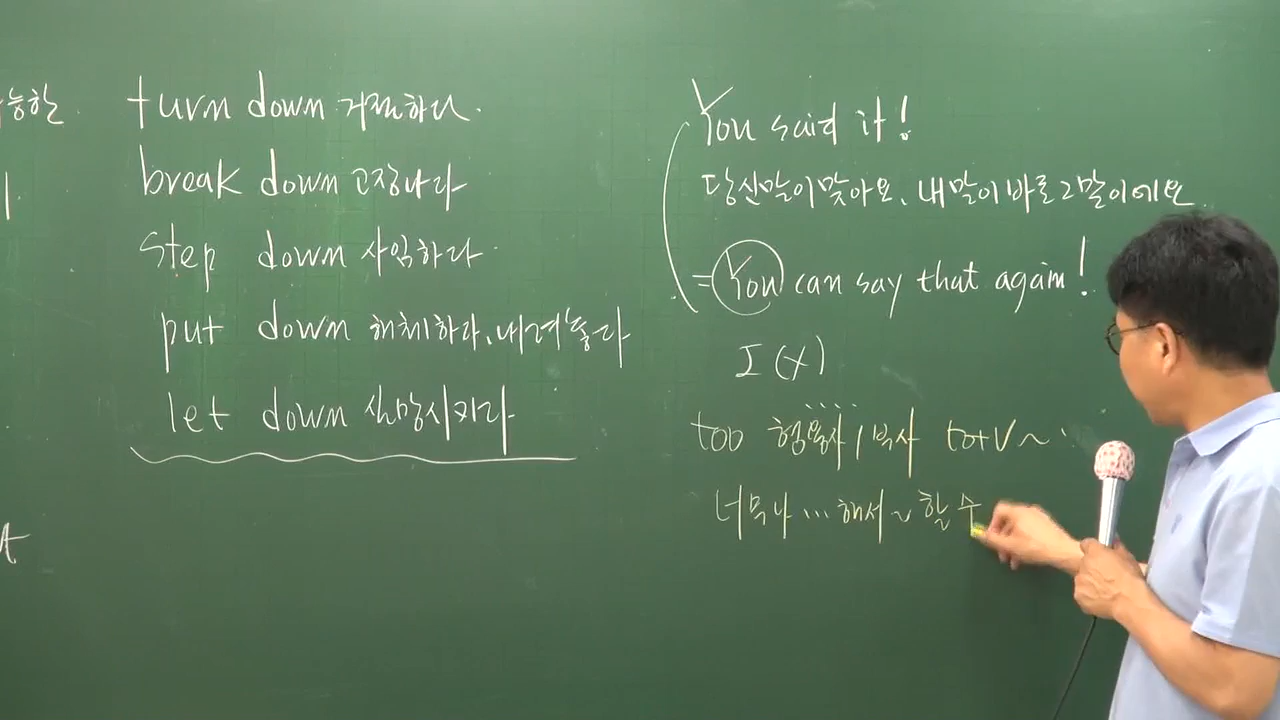 능한
turn down 거절하다.
break down 고장나다
step down 사임하다.
put down 해체하다, 내려놓다
let down 실망시키다
You said it!
당신말이맞아요, 내말이바로그말이에요.
= You can say that again!
I (X)
too 형용사/부사 to+V~
너무나 ... 해서 ~ 할 수